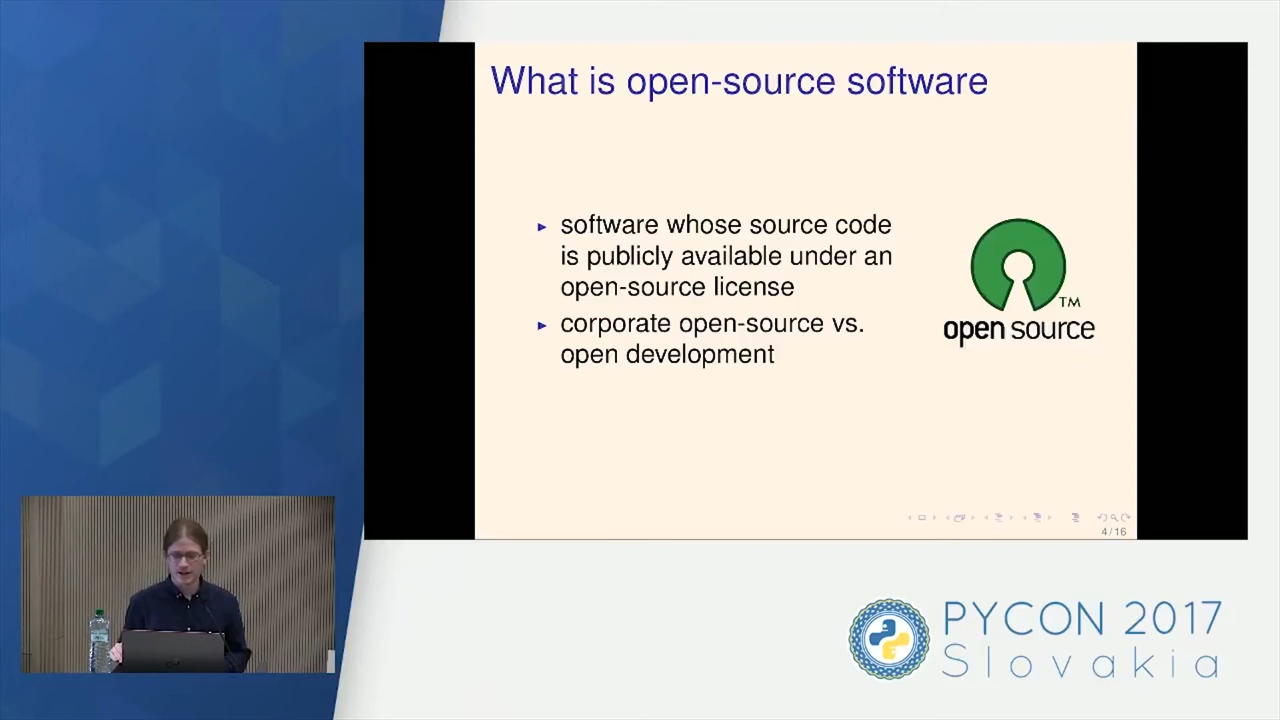 What is open-source software
▸ software whose source code
is publicly available under an
open-source license
▸ corporate open-source vs.
open development
TM
open source
4/16
PYCON 2017
Slovakia